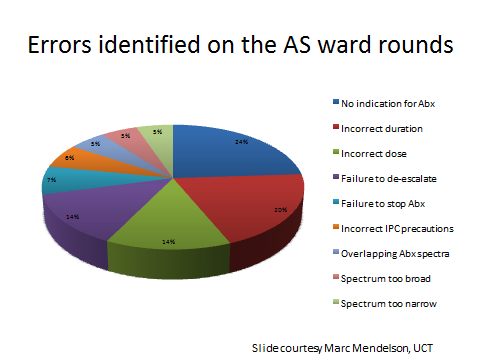 Errors identified on the AS ward rounds
24%
20%
14%
14%
7%
6%
5%
5%
5%
No indication for Abx
Incorrect duration
Incorrect dose
Failure to de-escalate
Failure to stop Abx
Incorrect IPC precautions
Overlapping Abx spectra
Spectrum too broad
Spectrum too narrow
Slide courtesy Marc Mendelson, UCT